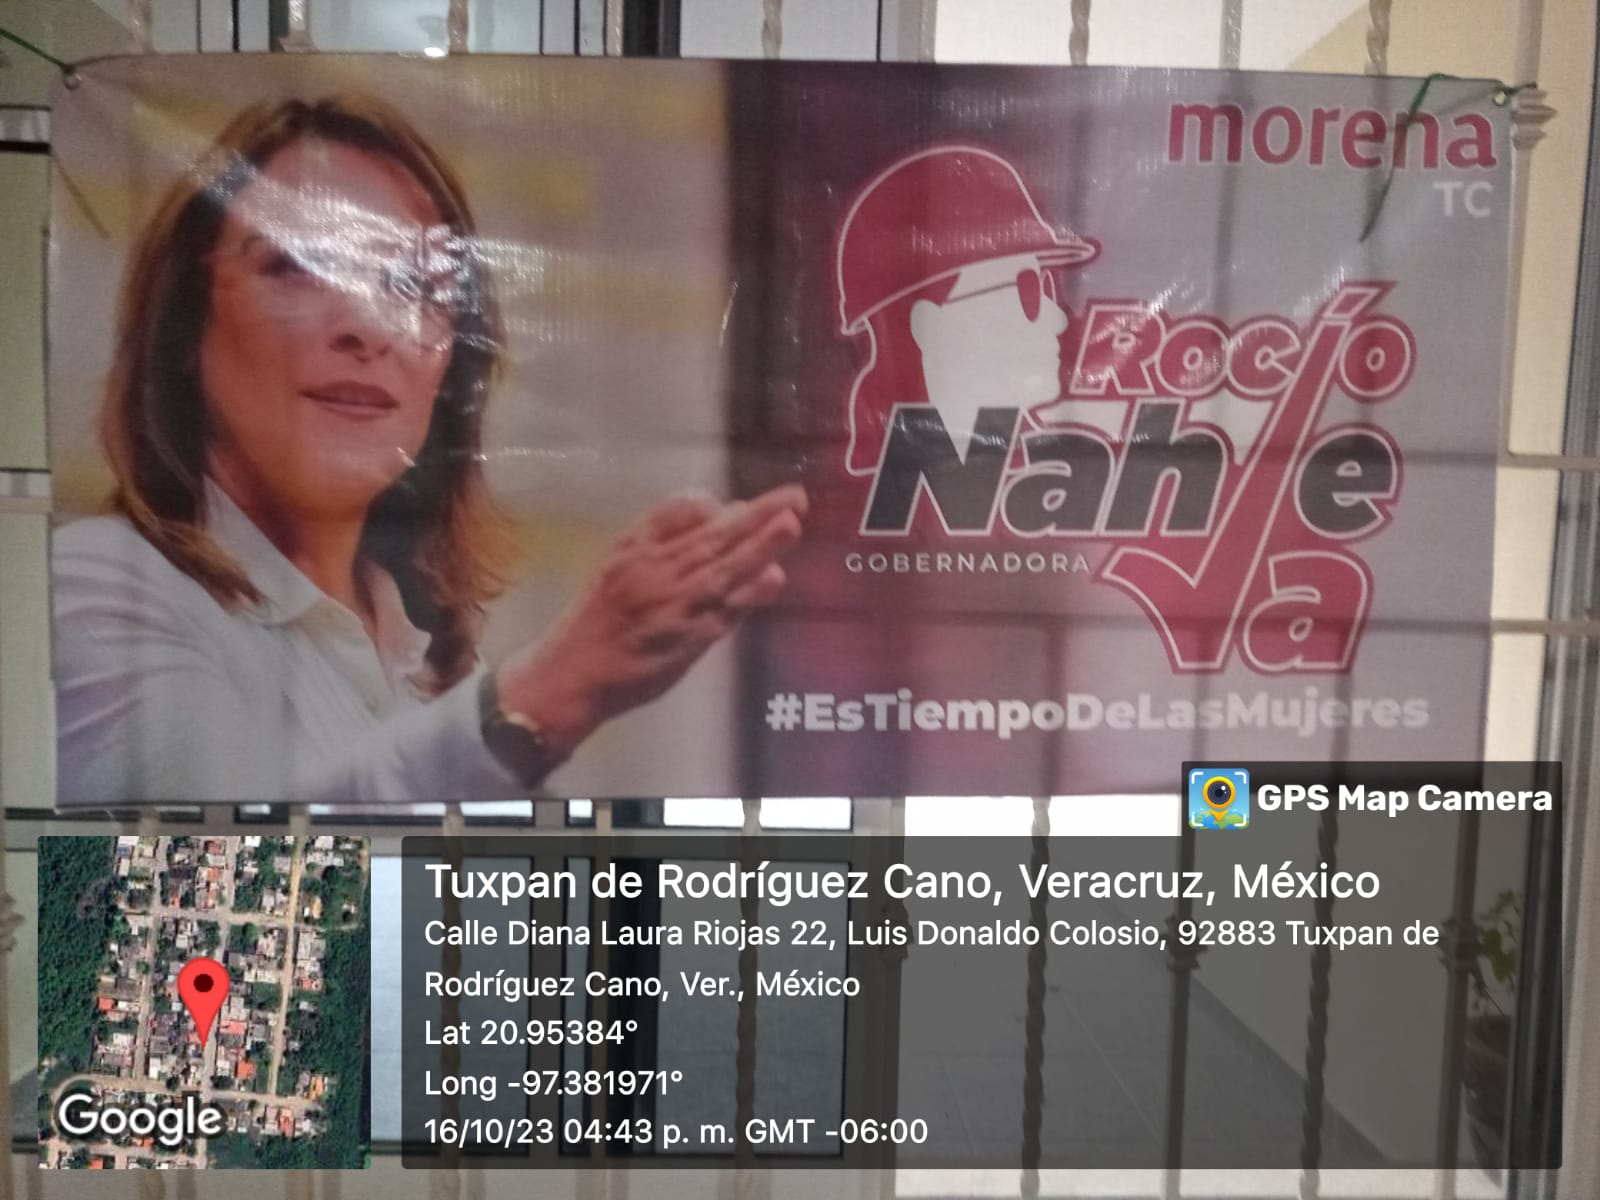 morena
TC
Rocío
Nahle
GOBERNADORA
Va
#EsTiempoDeLasMujeres
GPS Map Camera
Tuxpan de Rodríguez Cano, Veracruz, México
Calle Diana Laura Riojas 22, Luis Donaldo Colosio, 92883 Tuxpan de
Rodríguez Cano, Ver., México
Lat 20.95384°
Long -97.381971°
16/10/23 04:43 p. m. GMT -06:00
Google